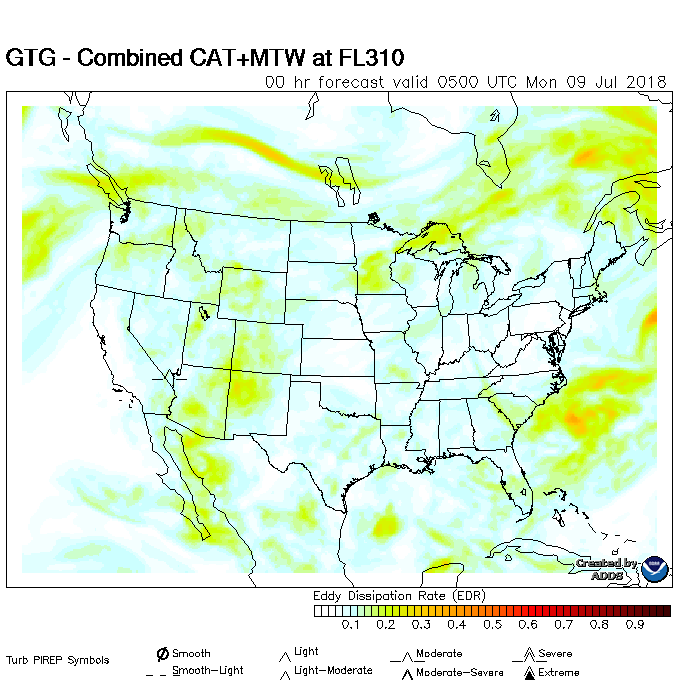 GTG - Combined CAT+MTW at FL310
00 hr forecast valid 0500 UTC Mon 09 Jul 2018
Created by
ADDS
Eddy Dissipation Rate (EDR)
0.1 0.2 0.3 0.4 0.5 0.6 0.7 0.8 0.9
Turb PIREP Symbols
Smooth Light Moderate Severe
Smooth-Light Light-Moderate Moderate-Severe Extreme